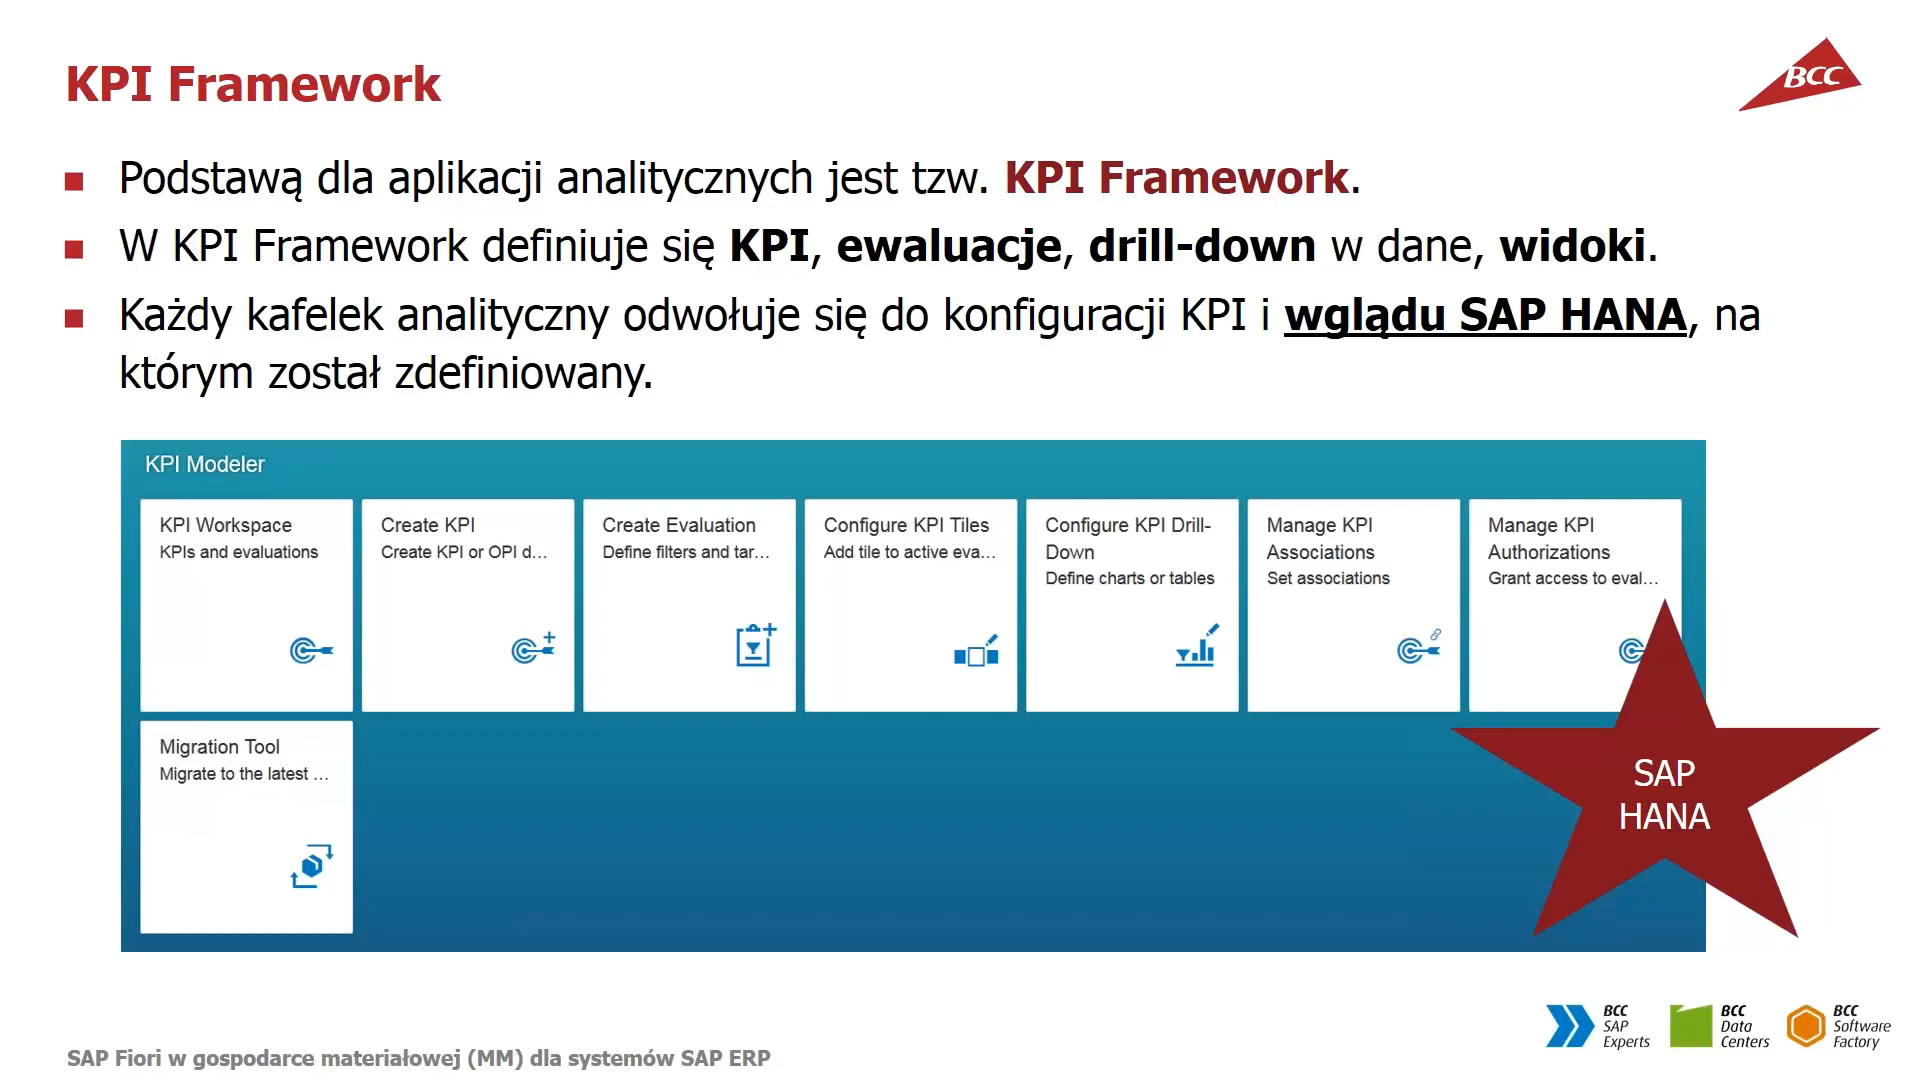 KPI Framework
BCC
Podstawą dla aplikacji analitycznych jest tzw. KPI Framework.
W KPI Framework definiuje się KPI, ewaluacje, drill-down w dane, widoki.
Każdy kafelek analityczny odwołuje się do konfiguracji KPI i wglądu SAP HANA, na
którym został zdefiniowany.
KPI Modeler
KPI Workspace
KPIs and evaluations
Create KPI
Create KPI or OPI d...
Create Evaluation
Define filters and tar...
Configure KPI Tiles
Add tile to active eva...
Configure KPI Drill-
Down
Define charts or tables
Manage KPI
Associations
Set associations
Manage KPI
Authorizations
Grant access to eval...
Migration Tool
Migrate to the latest ...
SAP
HANA
BCC
SAP
Experts
BCC
Data
Centers
BCC
Software
Factory
SAP Fiori w gospodarce materiałowej (MM) dla systemów SAP ERP